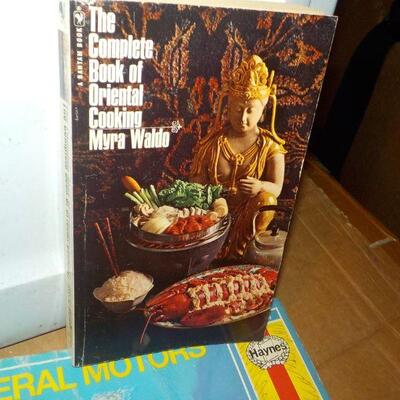 A BANTAM BOOK
The
Complete
Book of
Oriental
Cooking
Myra Waldo
ERAL MOTORS
Haynes